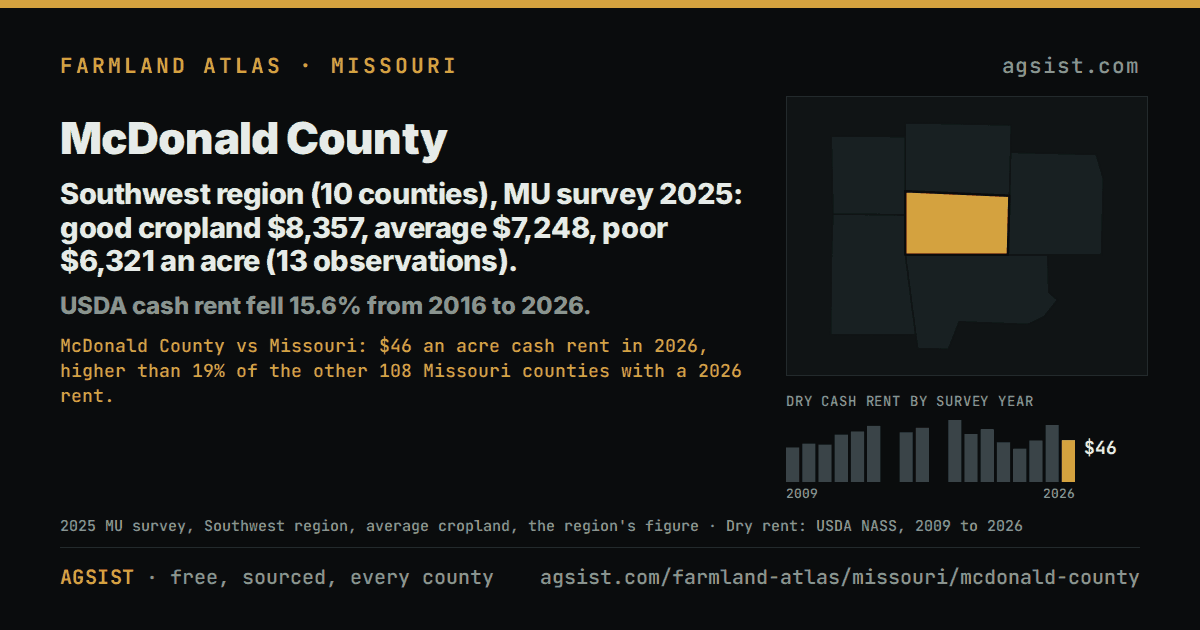 FARMLAND ATLAS · MISSOURI
agsist.com
McDonald County
Southwest region (10 counties), MU survey 2025:
good cropland $8,357, average $7,248, poor
$6,321 an acre (13 observations).
USDA cash rent fell 15.6% from 2016 to 2026.
McDonald County vs Missouri: $46 an acre cash rent in 2026,
higher than 19% of the other 108 Missouri counties with a 2026
rent.
DRY CASH RENT BY SURVEY YEAR
$46
2009
2026
2025 MU survey, Southwest region, average cropland, the region's figure · Dry rent: USDA NASS, 2009 to 2026
AGSIST · free, sourced, every county
agsist.com/farmland-atlas/missouri/mcdonald-county